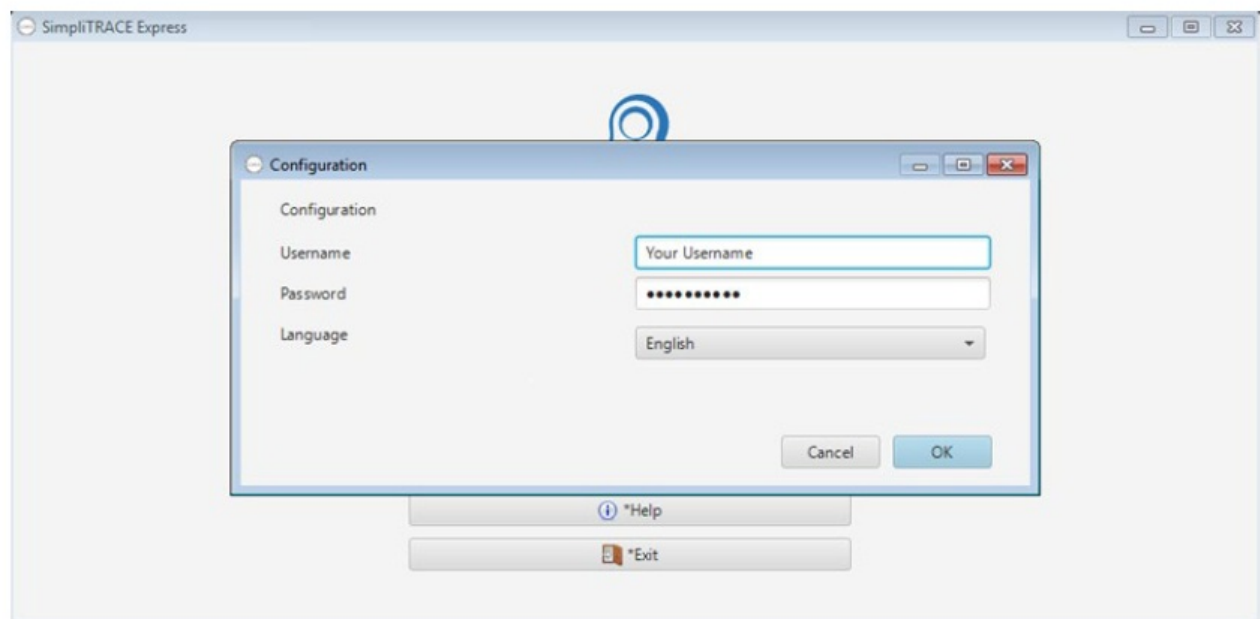 SimpliTRACE Express
Configuration
Configuration
Username Your Username
Password ●●●●●●●●●●
Language English
Cancel OK
*Help
*Exit